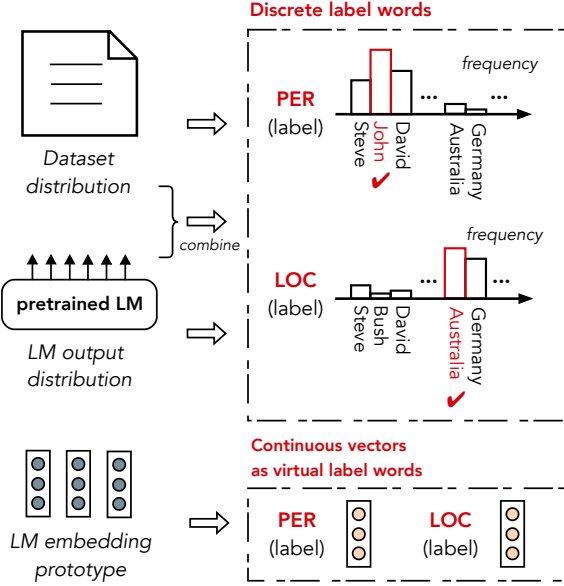 Discrete label words
Dataset
distribution
combine
pretrained LM
LM output
distribution
LM embedding
prototype
PER
(label)
frequency
...
...
Steve
John
David
Australia
Germany
LOC
(label)
frequency
...
...
Steve
Bush
David
Australia
Germany
Continuous vectors
as virtual label words
PER
(label)
LOC
(label)